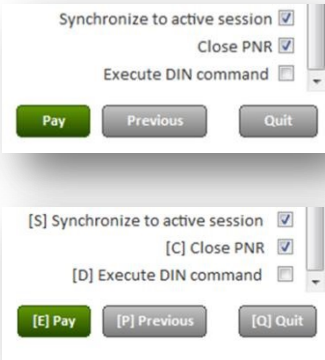 Synchronize to active session
Close PNR
Execute DIN command
Pay Previous Quit
[S] Synchronize to active session
[C] Close PNR
[D] Execute DIN command
[E] Pay [P] Previous [Q] Quit